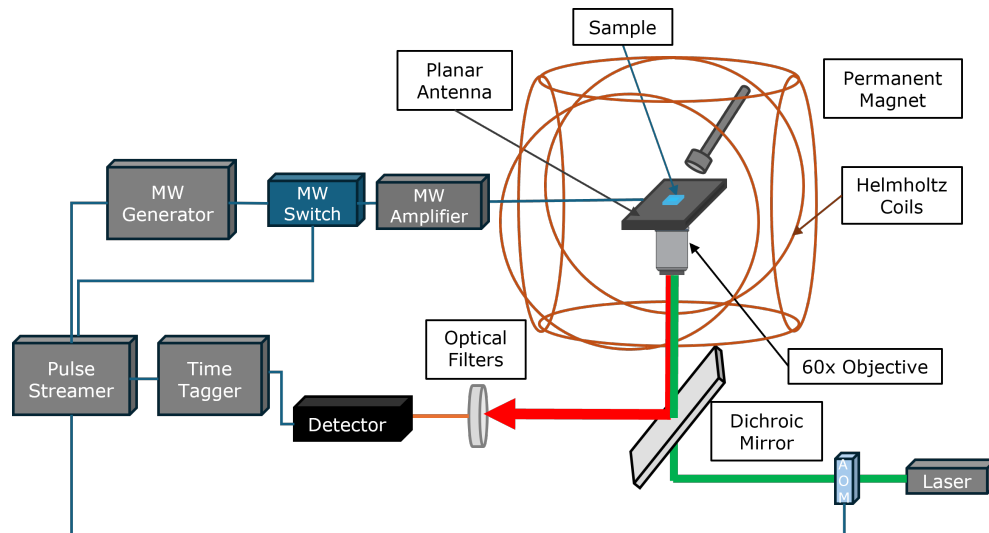 Sample
Planar
Antenna
Permanent
Magnet
MW
Generator
MW
Switch
MW
Amplifier
Helmholtz
Coils
Optical
Filters
60x Objective
Pulse
Streamer
Time
Tagger
Detector
Dichroic
Mirror
AOM
Laser